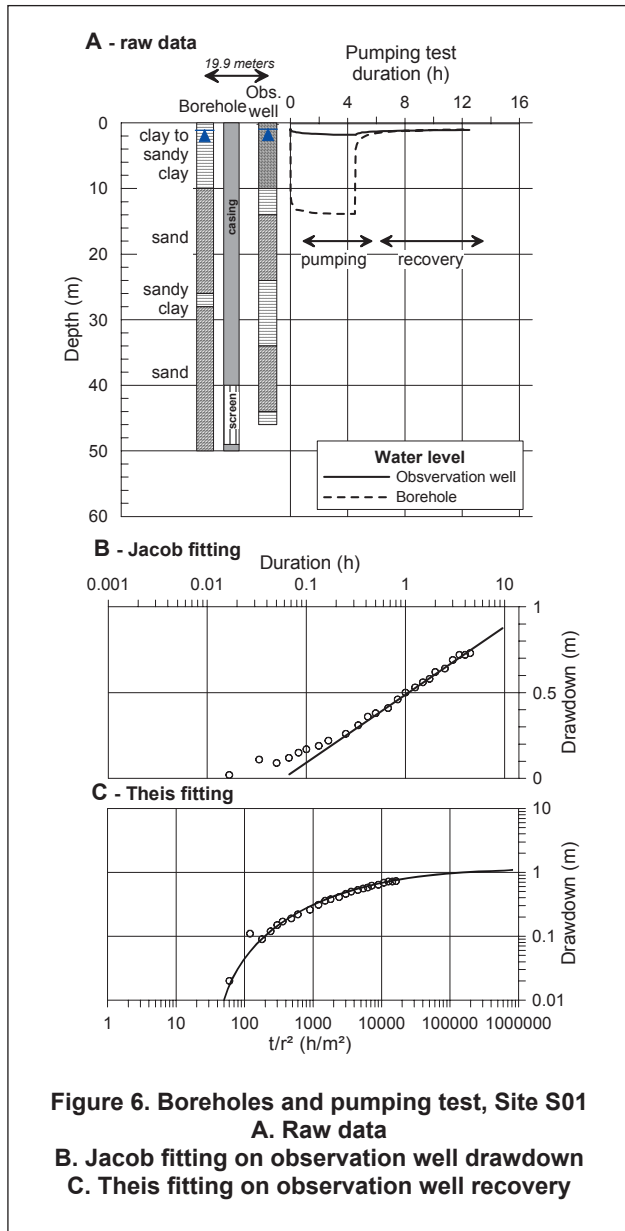 A - raw data
19.9 meters
Pumping test
duration (h)
Borehole
Obs.
well
0 4 8 12 16
0
10
20
30
40
50
60
Depth (m)
clay to
sandy
clay
sand
sandy
clay
sand
casing
screen
pumping
recovery
Water level
Obsvervation well
Borehole
B - Jacob fitting
Duration (h)
0.001 0.01 0.1 1 10
1
0.5
0
Drawdown (m)
C - Theis fitting
10
1
0.1
0.01
Drawdown (m)
1 10 100 1000 10000 100000 1000000
t/r² (h/m²)
Figure 6. Boreholes and pumping test, Site S01
A. Raw data
B. Jacob fitting on observation well drawdown
C. Theis fitting on observation well recovery